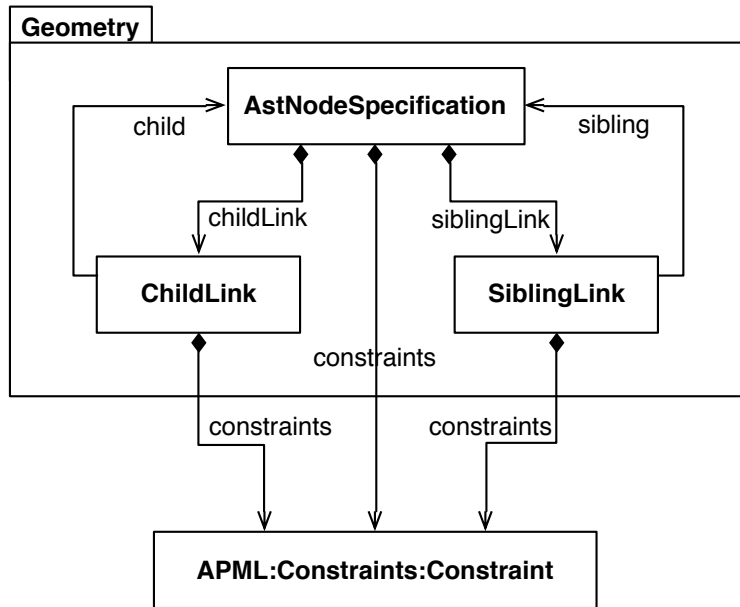 Geometry
AstNodeSpecification
child
sibling
childLink
siblingLink
ChildLink
SiblingLink
constraints
constraints
constraints
APML:Constraints:Constraint